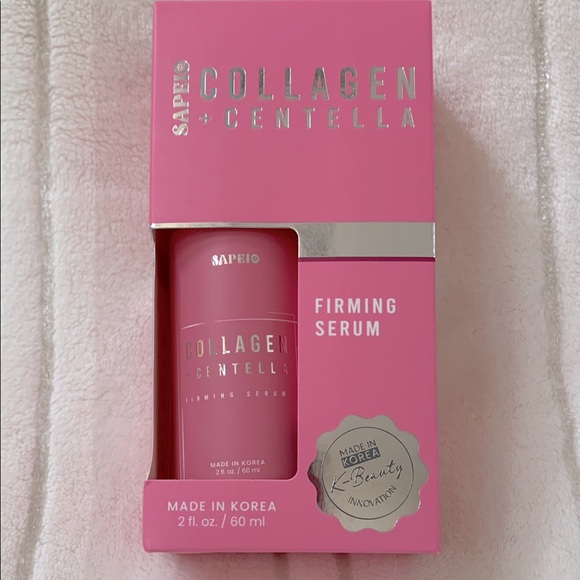 SAPEIO
COLLAGEN
+ CENTELLA
FIRMING
SERUM
SAPEIO
COLLAGEN
+ CENTELLA
FIRMING SERUM
MADE IN KOREA
2 fl. oz. / 60 ml
MADE IN KOREA
2 fl. oz. / 60 ml
MADE IN
KOREA
K-Beauty
INNOVATION